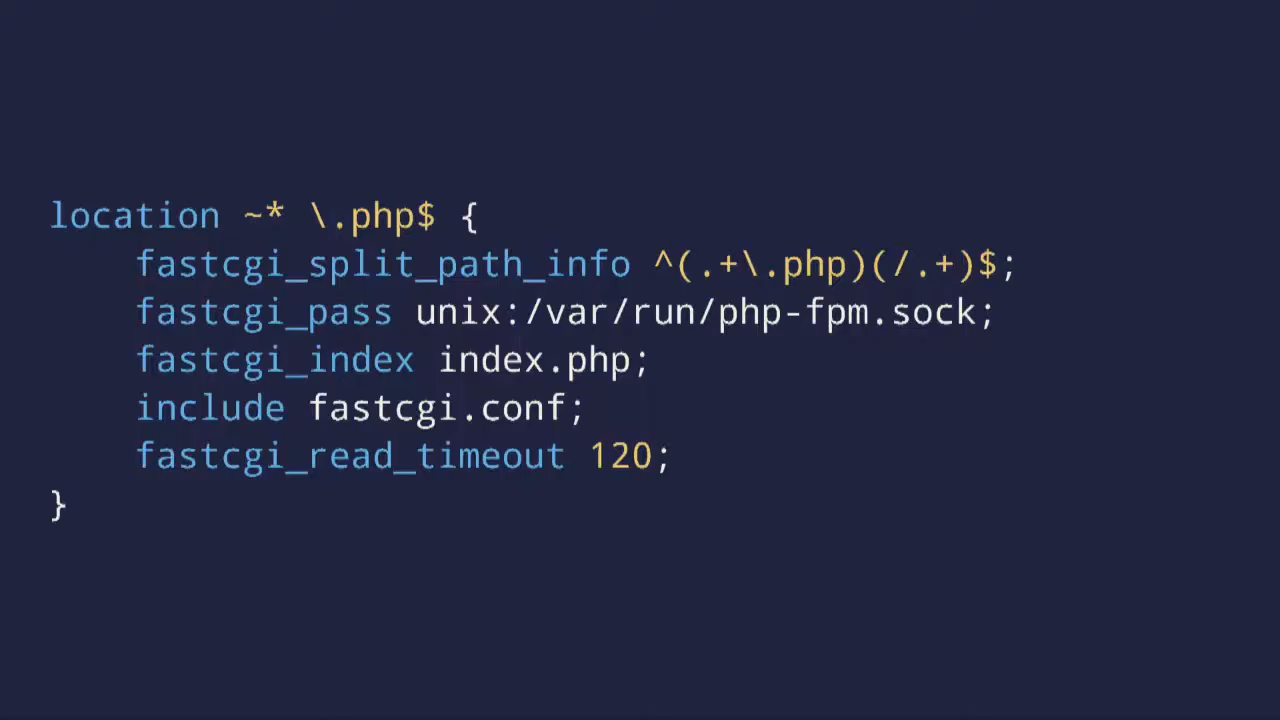 location ~* \.php$ {
    fastcgi_split_path_info ^(.+\.php)(/.+)$;
    fastcgi_pass unix:/var/run/php-fpm.sock;
    fastcgi_index index.php;
    include fastcgi.conf;
    fastcgi_read_timeout 120;
}